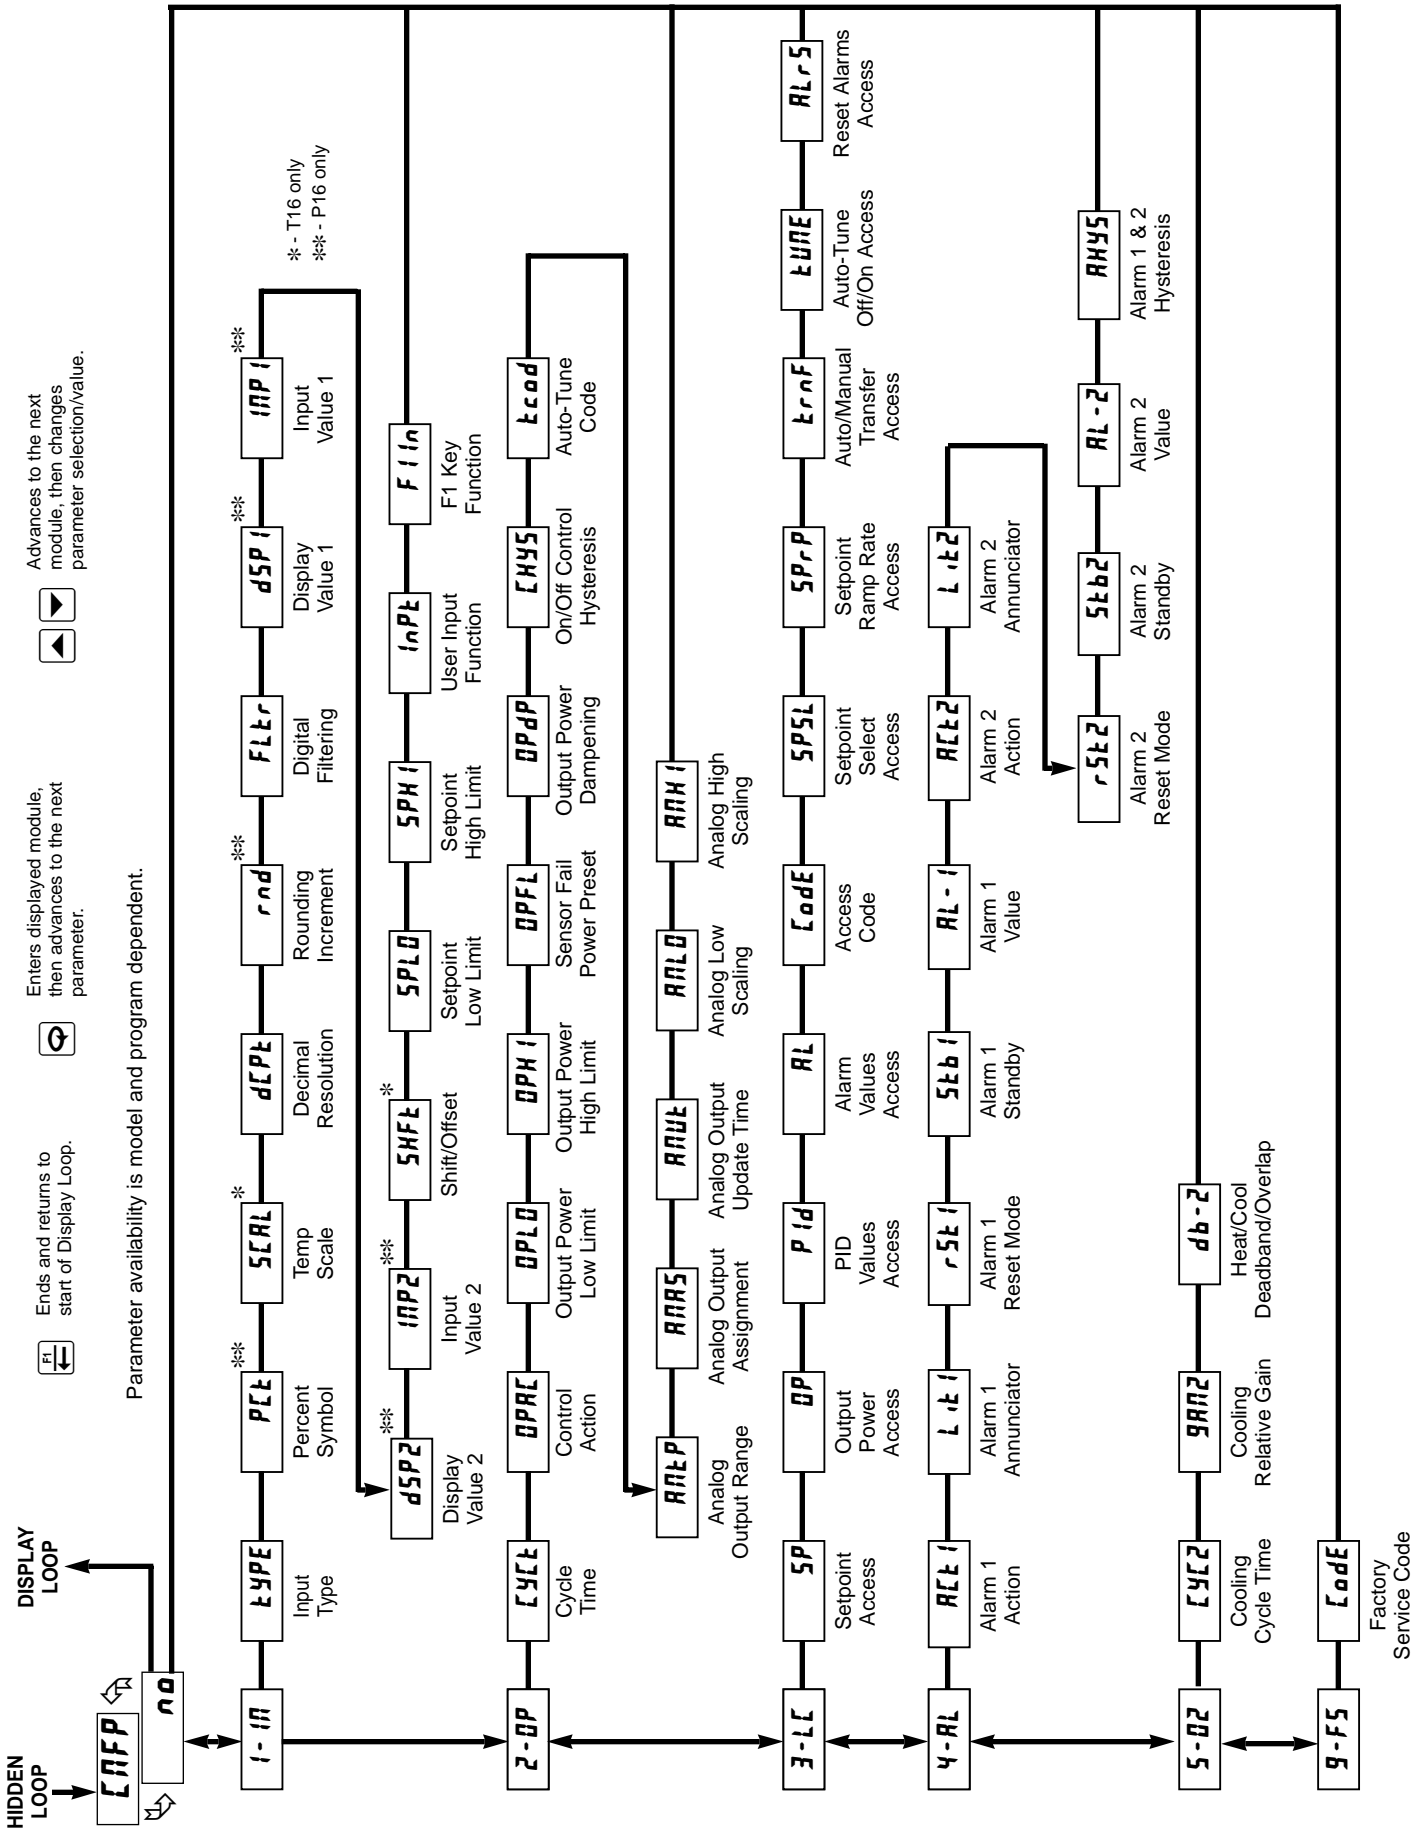 HIDDEN
LOOP
DISPLAY
LOOP
F1
Ends and returns to
start of Display Loop.
Enters displayed module,
then advances to the next
parameter.
Advances to the next
module, then changes
parameter selection/value.
Parameter availability is model and program dependent.
* - T16 only
** - P16 only
CNFP
no
1-IN
tYPE
Input
Type
PCt
**
Percent
Symbol
SCAL
*
Temp
Scale
dCPt
Decimal
Resolution
rnd
**
Rounding
Increment
FLtr
Digital
Filtering
dSP1
**
Display
Value 1
INP1
**
Input
Value 1
dSP2
**
Display
Value 2
INP2
**
Input
Value 2
SHFt
*
Shift/Offset
SPLO
Setpoint
Low Limit
SPHI
Setpoint
High Limit
InPt
User Input
Function
F1In
F1 Key
Function
2-OP
CYCt
Cycle
Time
OPAC
Control
Action
OPLO
Output Power
Low Limit
OPHI
Output Power
High Limit
OPFL
Sensor Fail
Power Preset
OPdP
Output Power
Dampening
CHYS
On/Off Control
Hysteresis
tcod
Auto-Tune
Code
ANtP
Analog
Output Range
ANAS
Analog Output
Assignment
ANUt
Analog Output
Update Time
ANLO
Analog Low
Scaling
ANHI
Analog High
Scaling
3-LC
SP
Setpoint
Access
OP
Output
Power
Access
PId
PID
Values
Access
AL
Alarm
Values
Access
CodE
Access
Code
SPSL
Setpoint
Select
Access
SPrP
Setpoint
Ramp Rate
Access
trnF
Auto/Manual
Transfer
Access
tUNE
Auto-Tune
Off/On Access
ALrS
Reset Alarms
Access
4-AL
ACt1
Alarm 1
Action
Lit1
Alarm 1
Annunciator
rSt1
Alarm 1
Reset Mode
Stb1
Alarm 1
Standby
AL-1
Alarm 1
Value
ACt2
Alarm 2
Action
Lit2
Alarm 2
Annunciator
rSt2
Alarm 2
Reset Mode
Stb2
Alarm 2
Standby
AL-2
Alarm 2
Value
AHYS
Alarm 1 & 2
Hysteresis
5-O2
CYC2
Cooling
Cycle Time
gAN2
Cooling
Relative Gain
db-2
Heat/Cool
Deadband/Overlap
9-FS
CodE
Factory
Service Code